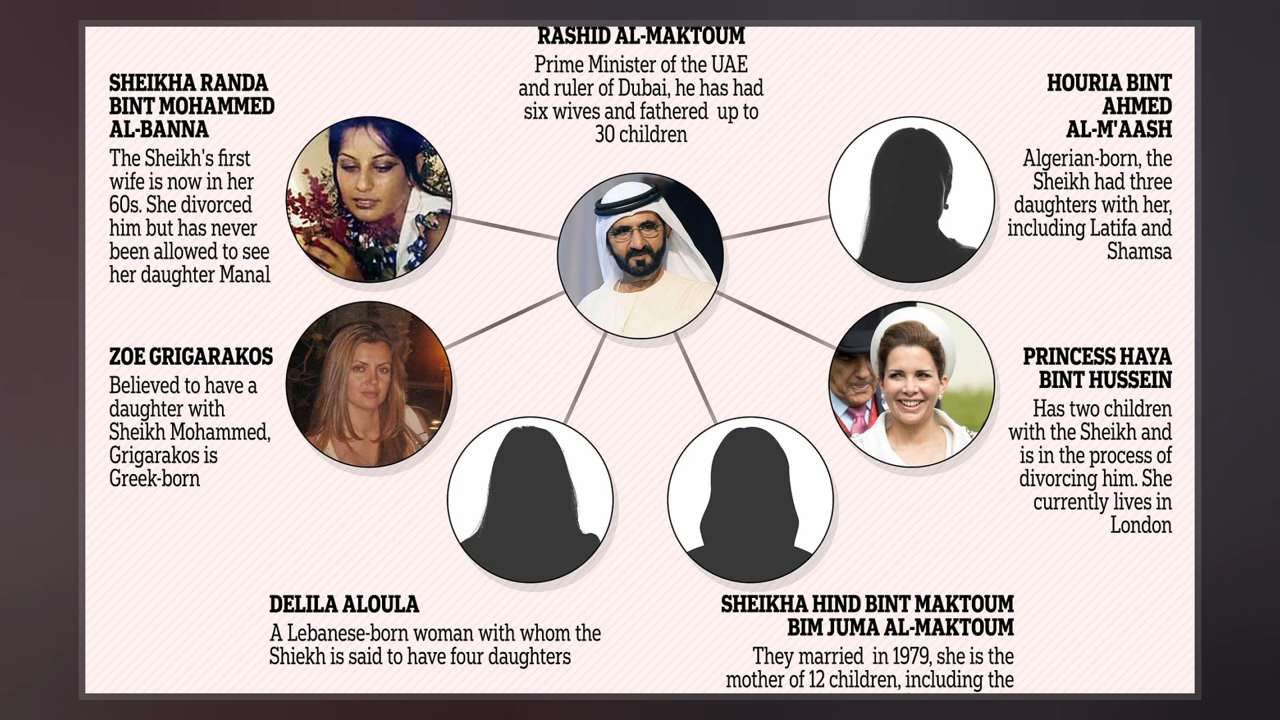 RASHID AL-MAKTOUM
Prime Minister of the UAE
and ruler of Dubai, he has had
six wives and fathered up to
30 children
SHEIKHA RANDA
BINT MOHAMMED
AL-BANNA
The Sheikh's first
wife is now in her
60s. She divorced
him but has never
been allowed to see
her daughter Manal
HOURIA BINT
AHMED
AL-M'AASH
Algerian-born, the
Sheikh had three
daughters with her,
including Latifa and
Shamsa
ZOE GRIGARAKOS
Believed to have a
daughter with
Sheikh Mohammed,
Grigarakos is
Greek-born
PRINCESS HAYA
BINT HUSSEIN
Has two children
with the Sheikh and
is in the process of
divorcing him. She
currently lives in
London
DELILA ALOULA
A Lebanese-born woman with whom the
Shiekh is said to have four daughters
SHEIKHA HIND BINT MAKTOUM
BIM JUMA AL-MAKTOUM
They married in 1979, she is the
mother of 12 children, including the